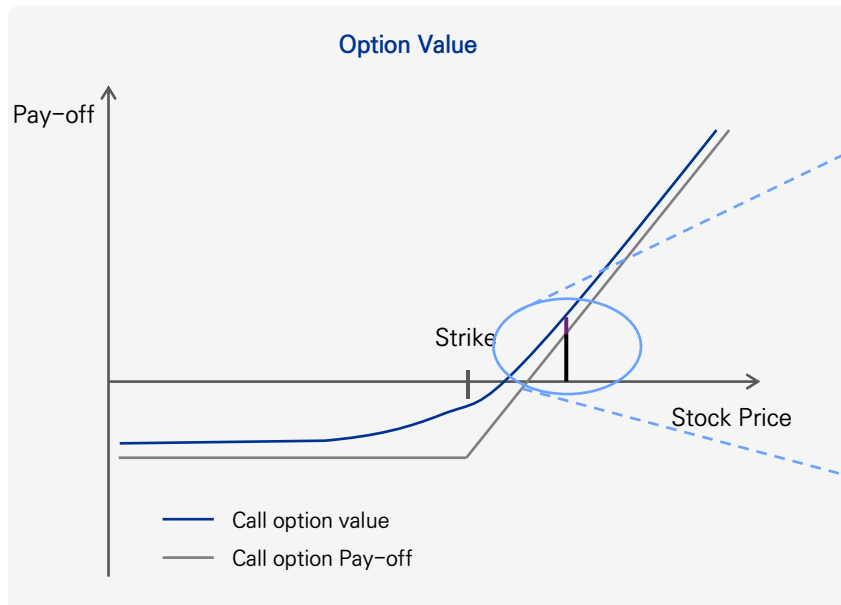 Option Value
Pay-off
Strike
Stock Price
Call option value
Call option Pay-off